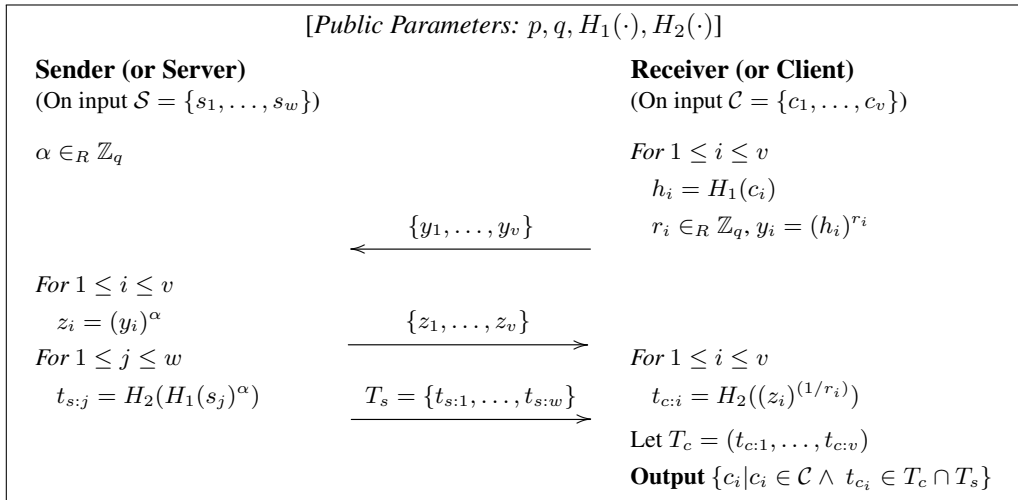 [Public Parameters: p, q, H₁(·), H₂(·)]
Sender (or Server)
(On input 𝒮 = {s₁, . . . , s_w})
α ∈_R ℤ_q
Receiver (or Client)
(On input 𝒞 = {c₁, . . . , c_v})
For 1 ≤ i ≤ v
h_i = H₁(c_i)
r_i ∈_R ℤ_q, y_i = (h_i)^{r_i}
{y₁, . . . , y_v}
For 1 ≤ i ≤ v
z_i = (y_i)^α
{z₁, . . . , z_v}
For 1 ≤ j ≤ w
t_{s:j} = H₂(H₁(s_j)^α)
T_s = {t_{s:1}, . . . , t_{s:w}}
For 1 ≤ i ≤ v
t_{c:i} = H₂((z_i)^{(1/r_i)})
Let T_c = (t_{c:1}, . . . , t_{c:v})
Output {c_i|c_i ∈ 𝒞 ∧ t_{c_i} ∈ T_c ∩ T_s}